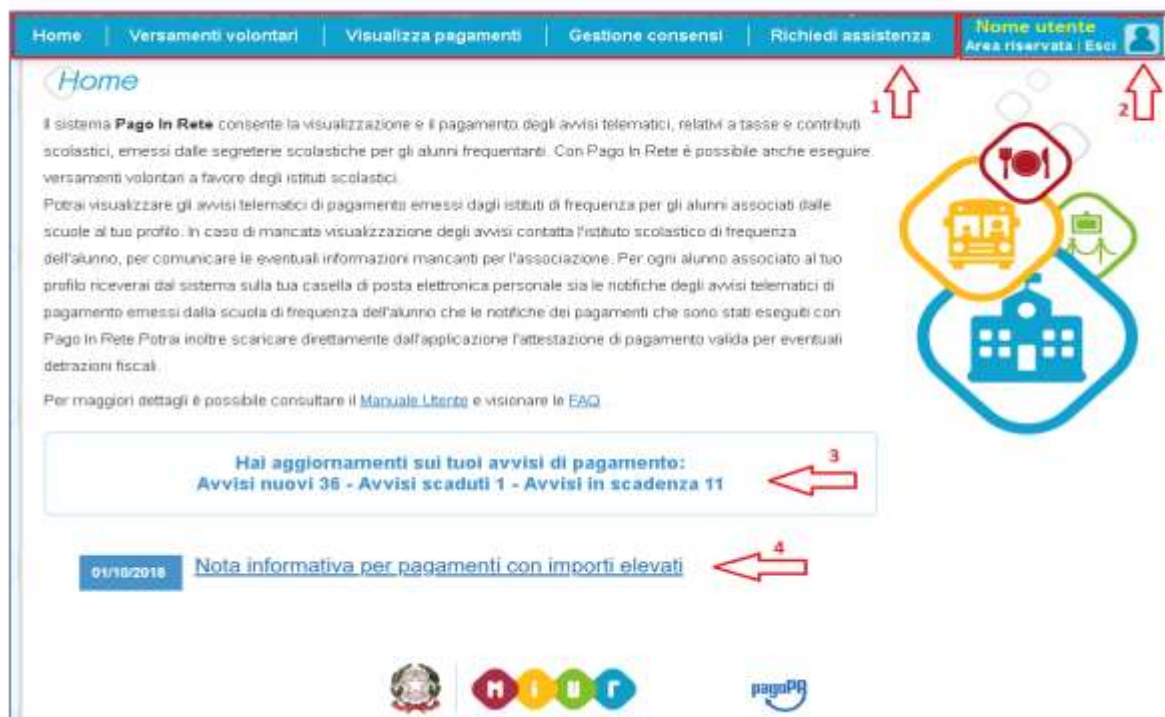 Home | Versamenti volontari | Visualizza pagamenti | Gestione consensi | Richiedi assistenza
Nome utente
Area riservata | Esci
1
2
Home
Il sistema Pago In Rete consente la visualizzazione e il pagamento degli avvisi telematici, relativi a tasse e contributi
scolastici, emessi dalle segreterie scolastiche per gli alunni frequentanti. Con Pago In Rete è possibile anche eseguire
versamenti volontari a favore degli istituti scolastici.
Potrai visualizzare gli avvisi telematici di pagamento emessi dagli istituti di frequenza per gli alunni associati dalle
scuole al tuo profilo. In caso di mancata visualizzazione degli avvisi contatta l'istituto scolastico di frequenza
dell'alunno, per comunicare le eventuali informazioni mancanti per l'associazione. Per ogni alunno associato al tuo
profilo riceverai dal sistema sulla tua casella di posta elettronica personale sia le notifiche degli avvisi telematici di
pagamento emessi dalla scuola di frequenza dell'alunno che le notifiche dei pagamenti che sono stati eseguiti con
Pago In Rete Potrai inoltre scaricare direttamente dall'applicazione l'attestazione di pagamento valida per eventuali
detrazioni fiscali.
Per maggiori dettagli è possibile consultare il Manuale Utente e visionare le FAQ
Hai aggiornamenti sui tuoi avvisi di pagamento:
Avvisi nuovi 36 - Avvisi scaduti 1 - Avvisi in scadenza 11
3
01/10/2018 Nota informativa per pagamenti con importi elevati
4
MIUR
pagoPA